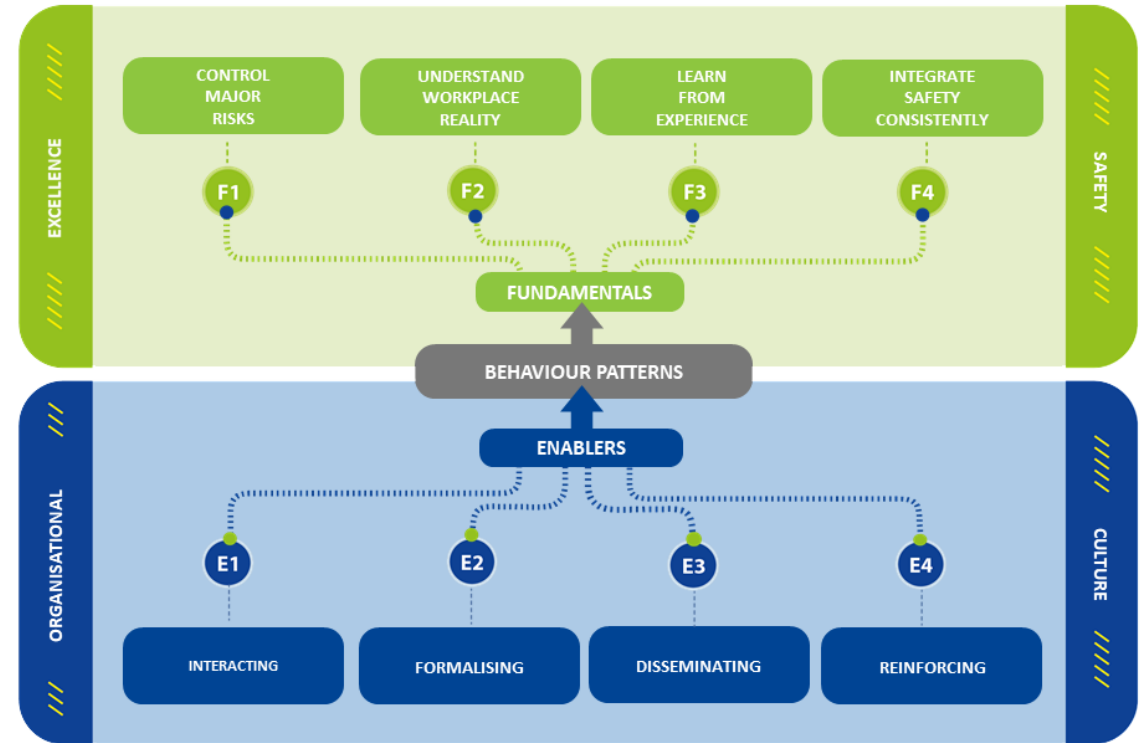 EXCELLENCE
SAFETY
CONTROL
MAJOR
RISKS
UNDERSTAND
WORKPLACE
REALITY
LEARN
FROM
EXPERIENCE
INTEGRATE
SAFETY
CONSISTENTLY
F1
F2
F3
F4
FUNDAMENTALS
BEHAVIOUR PATTERNS
ENABLERS
ORGANISATIONAL
CULTURE
E1
E2
E3
E4
INTERACTING
FORMALISING
DISSEMINATING
REINFORCING